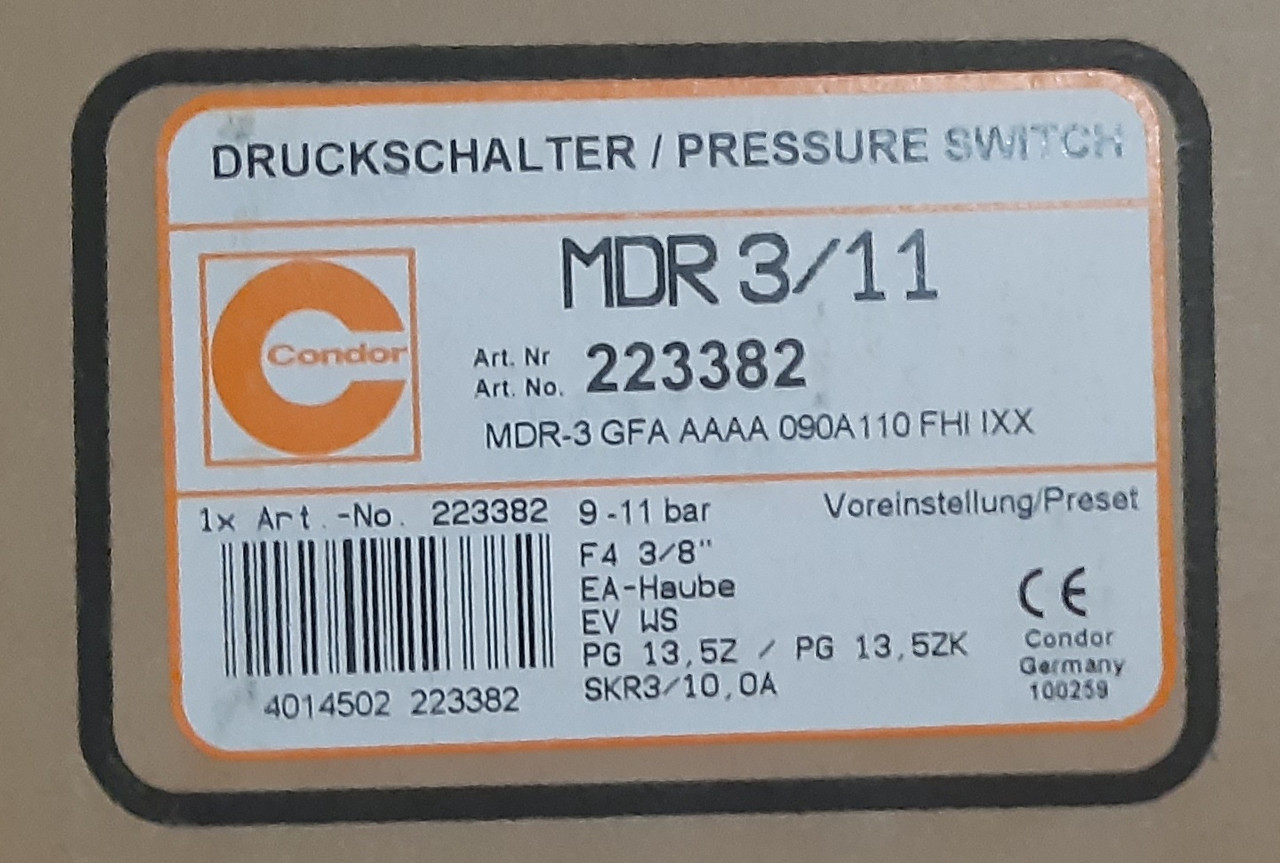 DRUCKSCHALTER / PRESSURE SWITCH
MDR 3/11
Condor
Art. Nr
Art. No. 223382
MDR-3 GFA AAAA 090A110 FHI IXX
1x Art.-No. 223382
9-11 bar
Voreinstellung/Preset
F4 3/8"
EA-Haube
EV WS
PG 13,5Z / PG 13,5ZK
SKR3/10,0A
4014502 223382
CE
Condor
Germany
100259